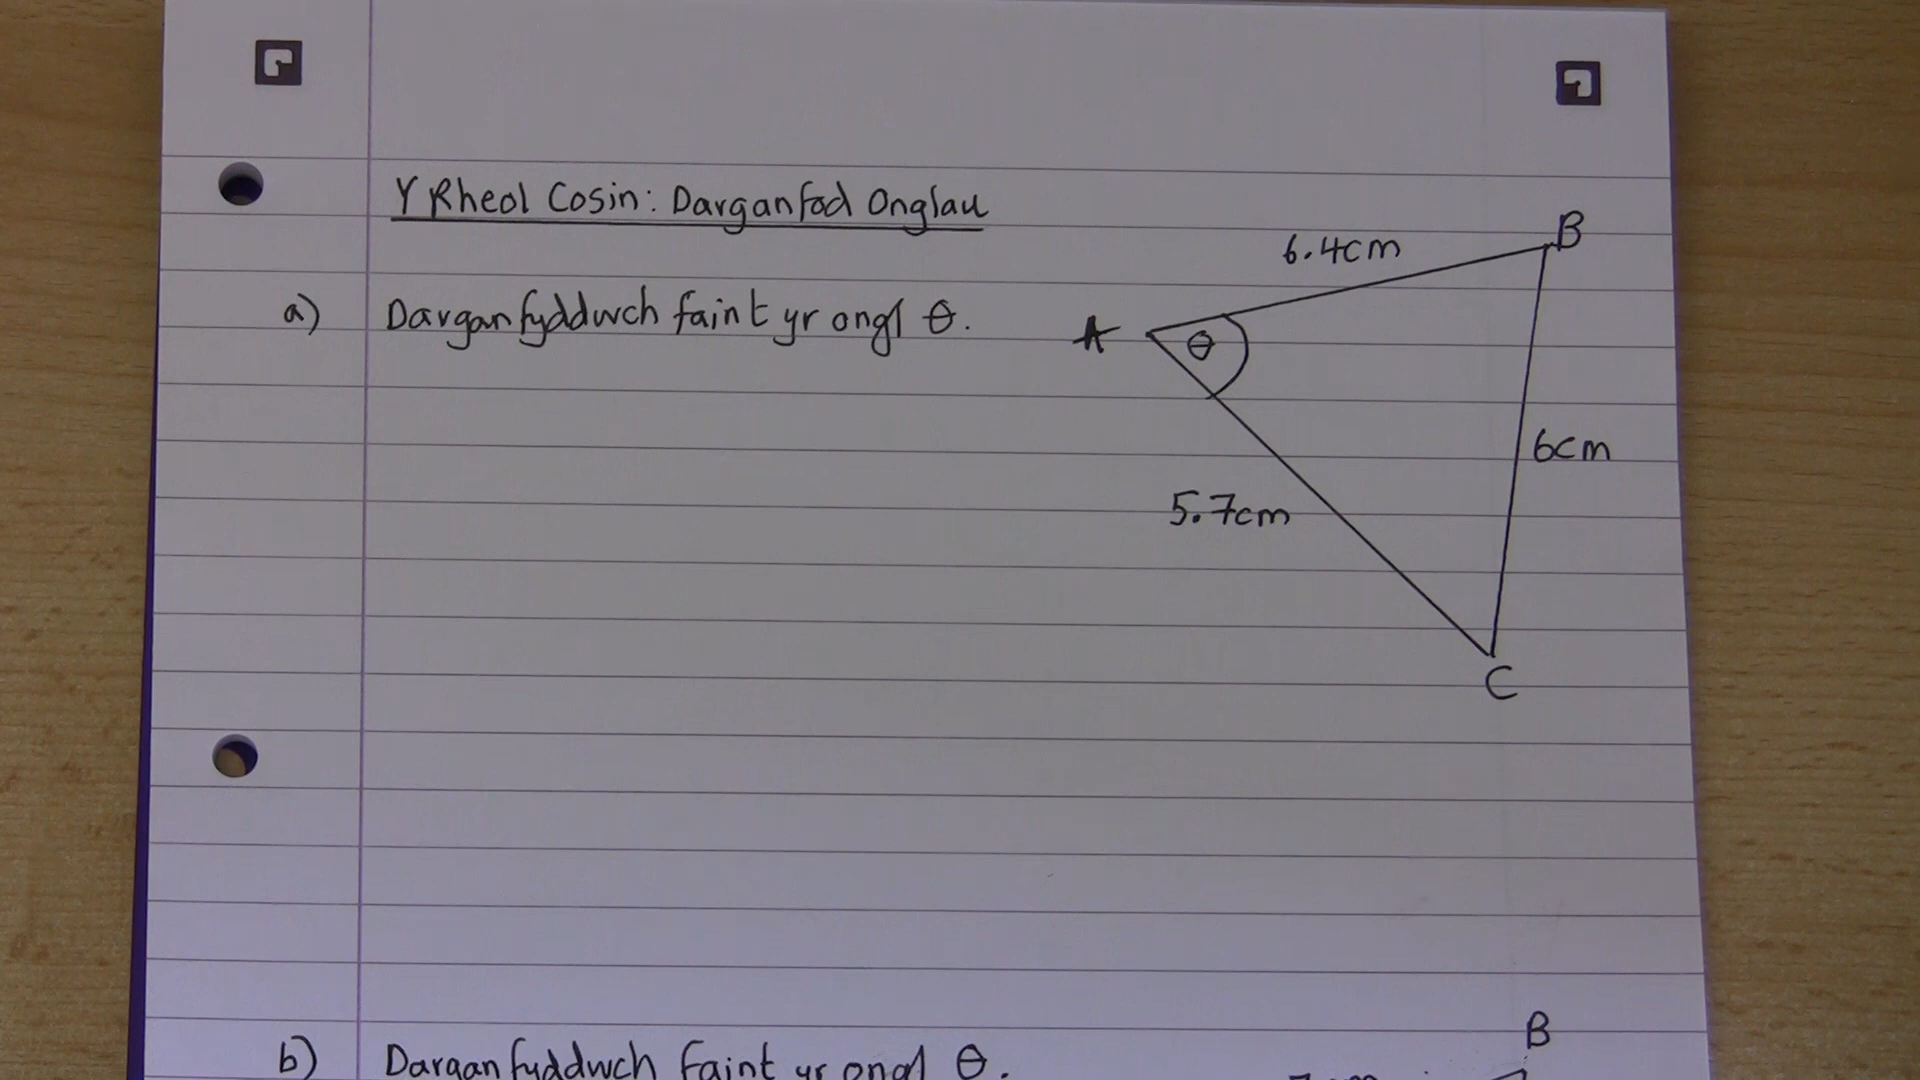 Y Rheol Cosin: Darganfod Onglau
a) Darganfyddwch faint yr ongl θ.
A
B
C
θ
6.4cm
6cm
5.7cm
b) Darganfyddwch faint yr ongl θ.
B